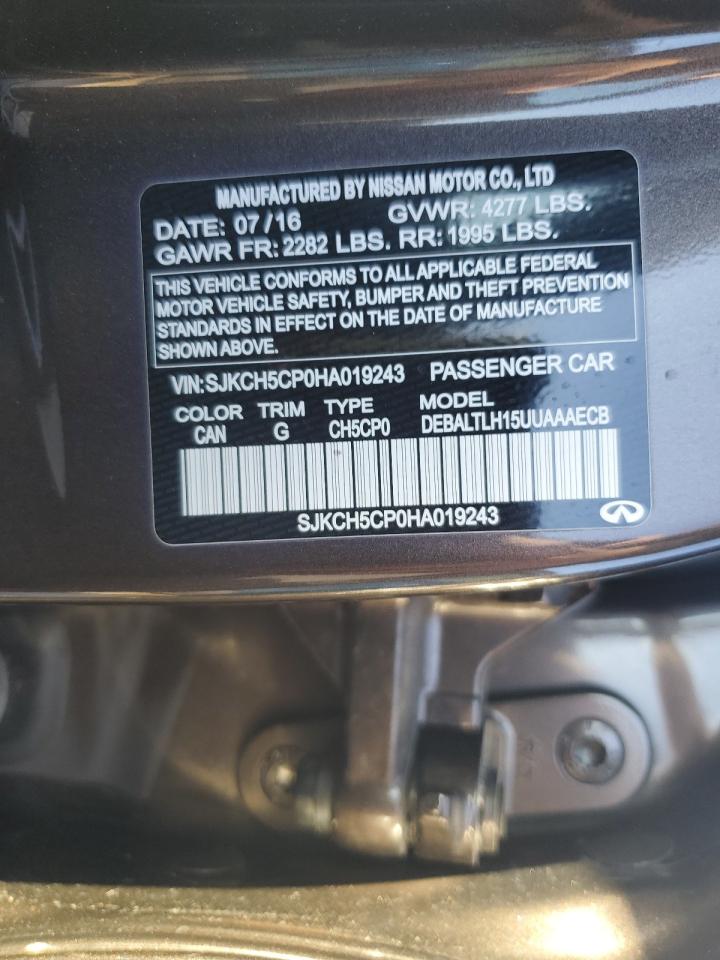 MANUFACTURED BY NISSAN MOTOR CO., LTD
DATE: 07/16 GVWR: 4277 LBS.
GAWR FR: 2282 LBS. RR: 1995 LBS.
THIS VEHICLE CONFORMS TO ALL APPLICABLE FEDERAL
MOTOR VEHICLE SAFETY, BUMPER AND THEFT PREVENTION
STANDARDS IN EFFECT ON THE DATE OF MANUFACTURE
SHOWN ABOVE.
VIN:SJKCH5CP0HA019243 PASSENGER CAR
COLOR TRIM TYPE MODEL
CAN G CH5CP0 DEBALTLH15UUAAAECB
SJKCH5CP0HA019243